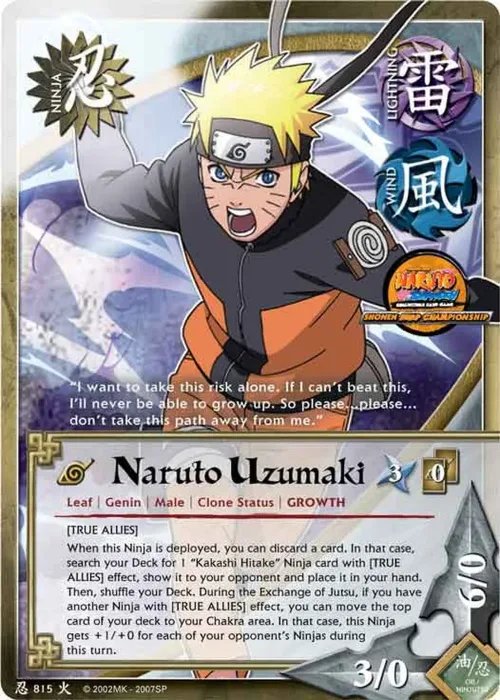 NINJA
忍
LIGHTNING
雷
WIND
風
NARUTO
SHONEN JUMP CHAMPIONSHIP
"I want to take this risk alone. If I can't beat this,
I'll never be able to grow up. So please...please...
don't take this path away from me."
Naruto Uzumaki 3 0
Leaf | Genin | Male | Clone Status | GROWTH
[TRUE ALLIES]
When this Ninja is deployed, you can discard a card. In that case,
search your Deck for 1 "Kakashi Hitake" Ninja card with [TRUE
ALLIES] effect, show it to your opponent and place it in your hand.
Then, shuffle your Deck. During the Exchange of Jutsu, if you have
another Ninja with [TRUE ALLIES] effect, you can move the top
card of your deck to your Chakra area. In that case, this Ninja
gets +1/+0 for each of your opponent's Ninjas during
this turn.
6/0
3/0
忍 815 火 © 2002MK - 2007SP